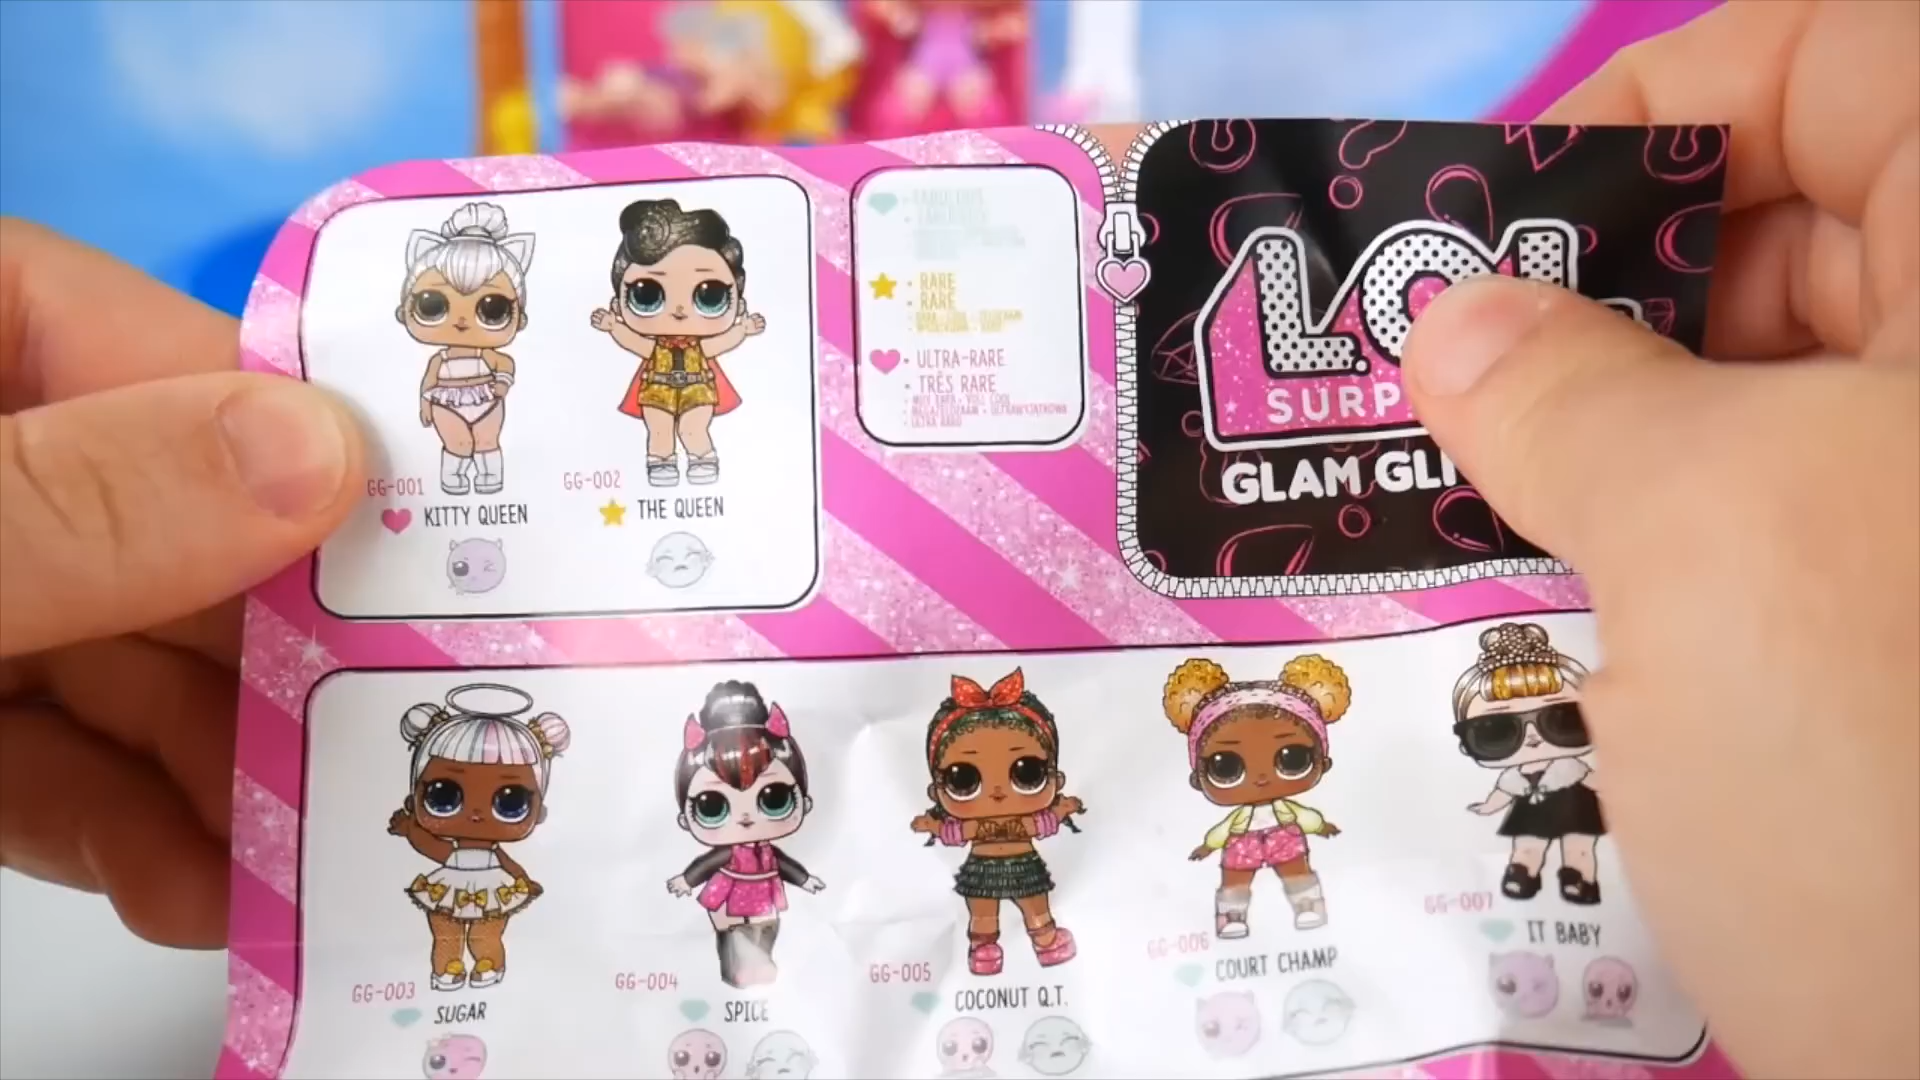 GG-001
KITTY QUEEN
GG-002
THE QUEEN
• RARE
• RARE
• ULTRA-RARE
• TRÈS RARE
L.O.L
SURP
GLAM GLI
GG-003
SUGAR
GG-004
SPICE
GG-005
COCONUT Q.T.
GG-006
COURT CHAMP
GG-007
IT BABY